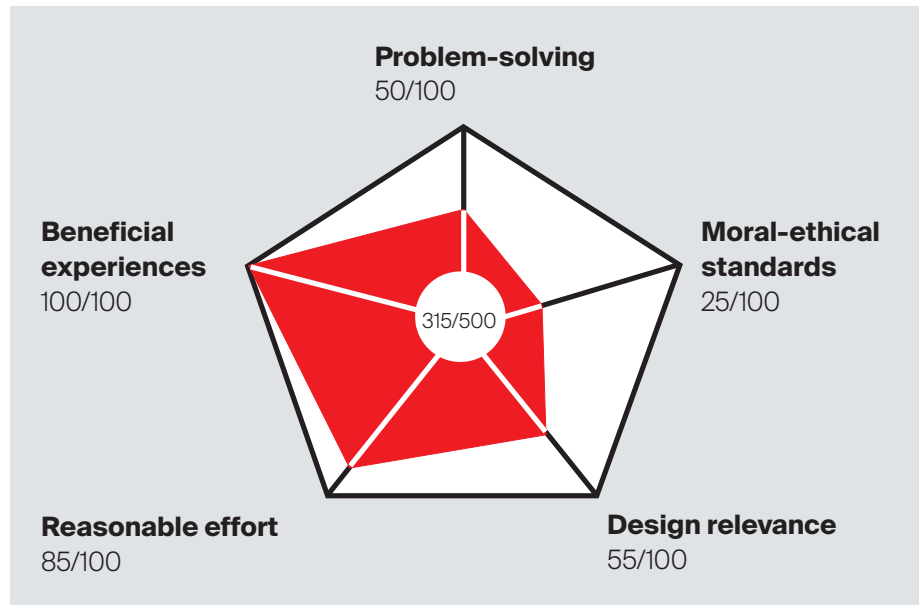 Problem-solving
50/100
Beneficial
experiences
100/100
Moral-ethical
standards
25/100
315/500
Reasonable effort
85/100
Design relevance
55/100